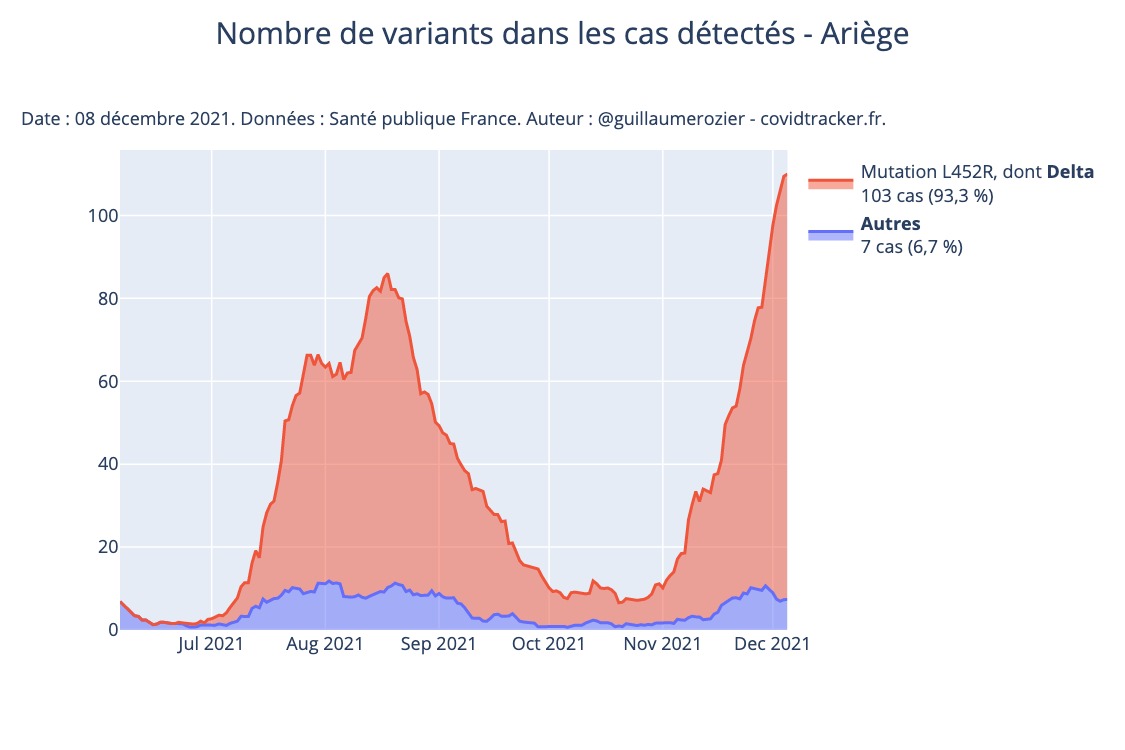 Nombre de variants dans les cas détectés - Ariège
Date : 08 décembre 2021. Données : Santé publique France. Auteur : @guillaumerozier - covidtracker.fr.
Mutation L452R, dont Delta
103 cas (93,3 %)
Autres
7 cas (6,7 %)
100
80
60
40
20
0
Jul 2021 Aug 2021 Sep 2021 Oct 2021 Nov 2021 Dec 2021